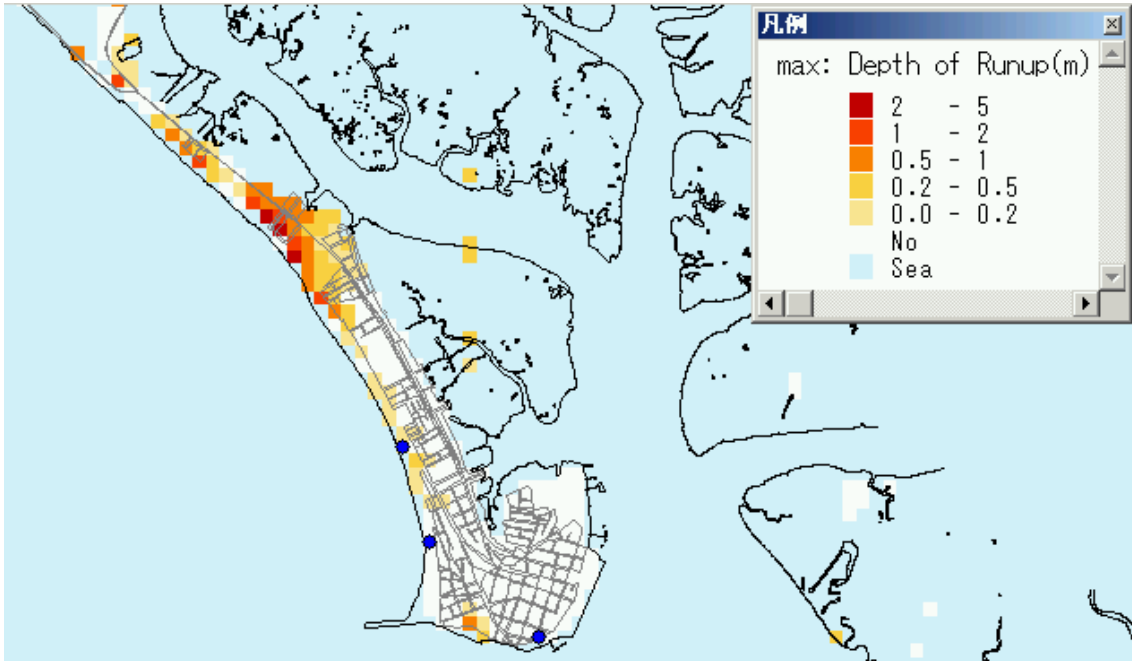 凡例
max: Depth of Runup(m)
2 - 5
1 - 2
0.5 - 1
0.2 - 0.5
0.0 - 0.2
No
Sea